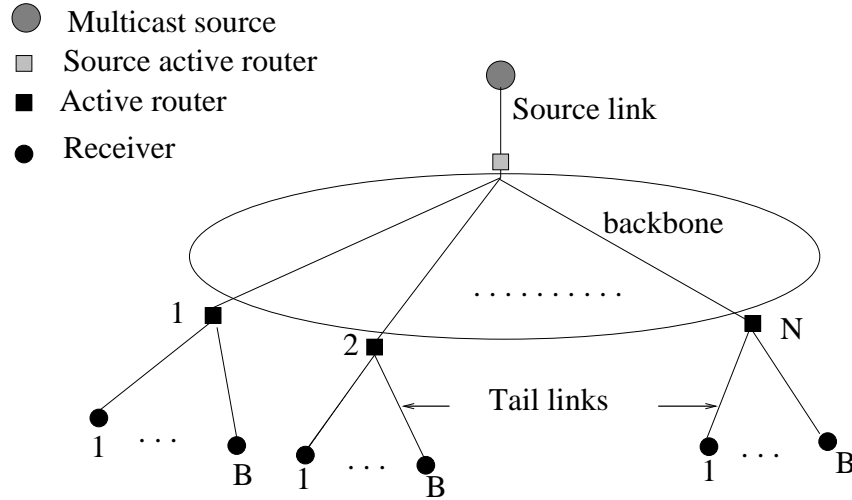 Multicast source
Source active router
Active router
Receiver
Source link
backbone
. . . . . . . . . .
1
2
N
Tail links
1 . . . B
1 . . . B
1 . . . B